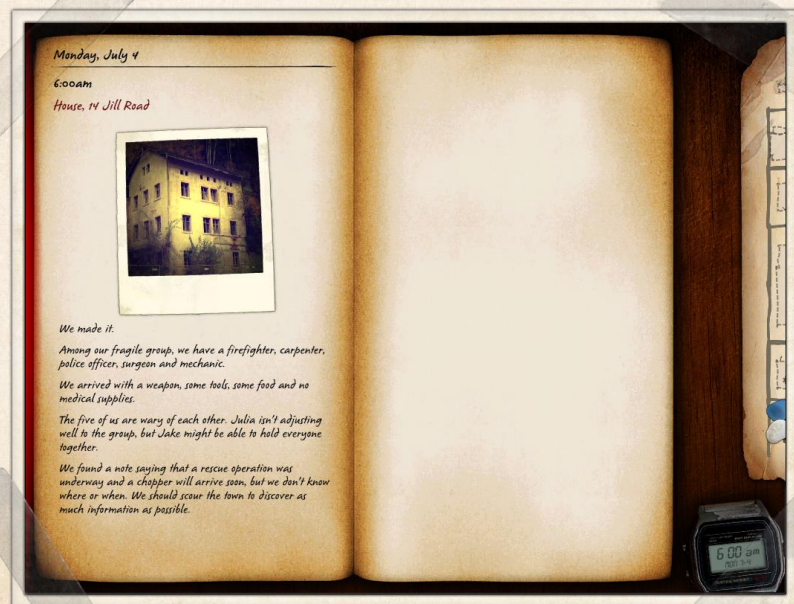 Monday, July 4
6:00am
House, 14 Jill Road
We made it.
Among our fragile group, we have a firefighter, carpenter,
police officer, surgeon and mechanic.
We arrived with a weapon, some tools, some food and no
medical supplies.
The five of us are wary of each other. Julia isn't adjusting
well to the group, but Jake might be able to hold everyone
together.
We found a note saying that a rescue operation was
underway and a chopper will arrive soon, but we don't know
where or when. We should scour the town to discover as
much information as possible.
6:00 am
MON 7-4